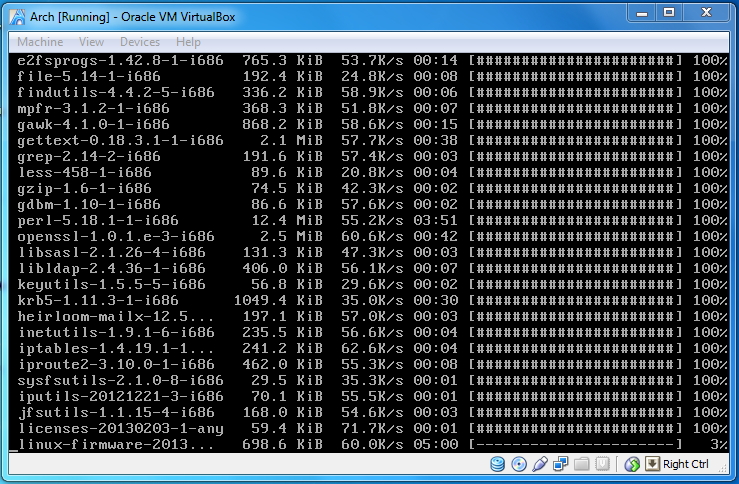 Arch [Running] - Oracle VM VirtualBox
Machine View Devices Help
e2fsprogs-1.42.8-1-i686 765.3 KiB 53.7K/s 00:14 [######################] 100%
file-5.14-1-i686 192.4 KiB 24.8K/s 00:08 [######################] 100%
findutils-4.4.2-5-i686 336.2 KiB 58.9K/s 00:06 [######################] 100%
mpfr-3.1.2-1-i686 368.3 KiB 51.8K/s 00:07 [######################] 100%
gawk-4.1.0-1-i686 868.2 KiB 58.6K/s 00:15 [######################] 100%
gettext-0.18.3.1-1-i686 2.1 MiB 57.7K/s 00:38 [######################] 100%
grep-2.14-2-i686 191.6 KiB 57.4K/s 00:03 [######################] 100%
less-458-1-i686 89.6 KiB 20.8K/s 00:04 [######################] 100%
gzip-1.6-1-i686 74.5 KiB 42.3K/s 00:02 [######################] 100%
gdbm-1.10-1-i686 86.6 KiB 57.6K/s 00:02 [######################] 100%
perl-5.18.1-1-i686 12.4 MiB 55.2K/s 03:51 [######################] 100%
openssl-1.0.1.e-3-i686 2.5 MiB 60.6K/s 00:42 [######################] 100%
libsasl-2.1.26-4-i686 131.3 KiB 47.3K/s 00:03 [######################] 100%
libldap-2.4.36-1-i686 406.0 KiB 56.1K/s 00:07 [######################] 100%
keyutils-1.5.5-5-i686 56.8 KiB 29.6K/s 00:02 [######################] 100%
krb5-1.11.3-1-i686 1049.4 KiB 35.0K/s 00:30 [######################] 100%
heirloom-mailx-12.5... 197.1 KiB 57.0K/s 00:03 [######################] 100%
inetutils-1.9.1-6-i686 235.5 KiB 56.6K/s 00:04 [######################] 100%
iptables-1.4.19.1-1... 241.2 KiB 62.6K/s 00:04 [######################] 100%
iproute2-3.10.0-1-i686 462.0 KiB 55.3K/s 00:08 [######################] 100%
sysfsutils-2.1.0-8-i686 29.5 KiB 35.3K/s 00:01 [######################] 100%
iputils-20121221-3-i686 70.1 KiB 55.5K/s 00:01 [######################] 100%
jfsutils-1.1.15-4-i686 168.0 KiB 54.6K/s 00:03 [######################] 100%
licenses-20130203-1-any 59.4 KiB 71.7K/s 00:01 [######################] 100%
linux-firmware-2013... 698.6 KiB 60.0K/s 05:00 [----------------------] 3%
Right Ctrl